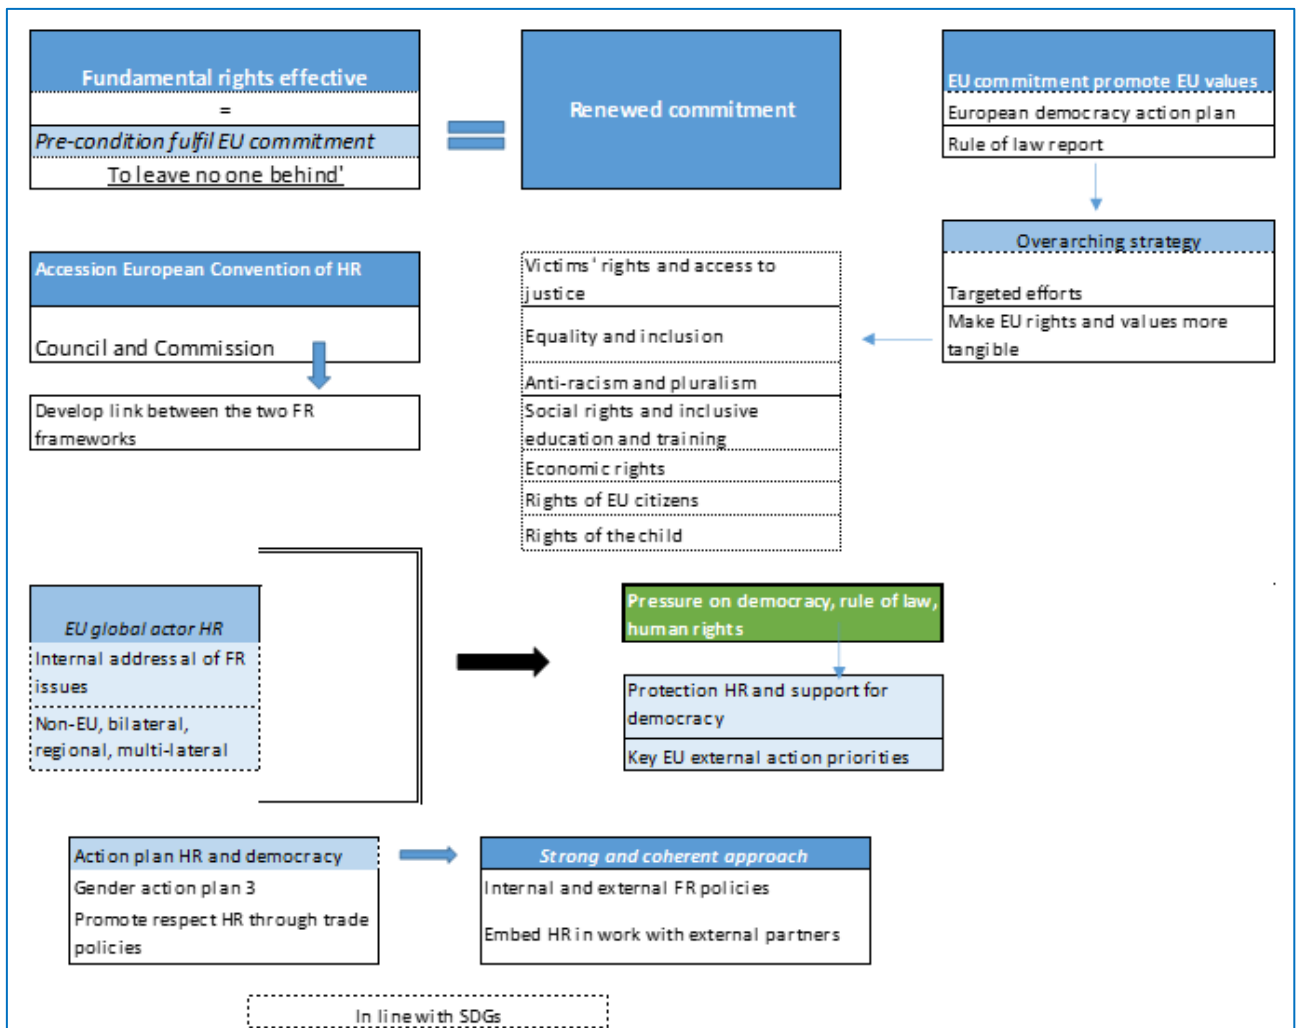 Fundamental rights effective
=
Pre-condition fulfil EU commitment
To leave no one behind'
Renewed commitment
EU commitment promote EU values
European democracy action plan
Rule of law report
Overarching strategy
Targeted efforts
Make EU rights and values more
tangible
Accession European Convention of HR
Council and Commission
Develop link between the two FR
frameworks
Victims' rights and access to
justice
Equality and inclusion
Anti-racism and pluralism
Social rights and inclusive
education and training
Economic rights
Rights of EU citizens
Rights of the child
EU global actor HR
Internal addressal of FR
issues
Non-EU, bilateral,
regional, multi-lateral
Pressure on democracy, rule of law,
human rights
Protection HR and support for
democracy
Key EU external action priorities
Action plan HR and democracy
Gender action plan 3
Promote respect HR through trade
policies
Strong and coherent approach
Internal and external FR policies
Embed HR in work with external partners
In line with SDGs